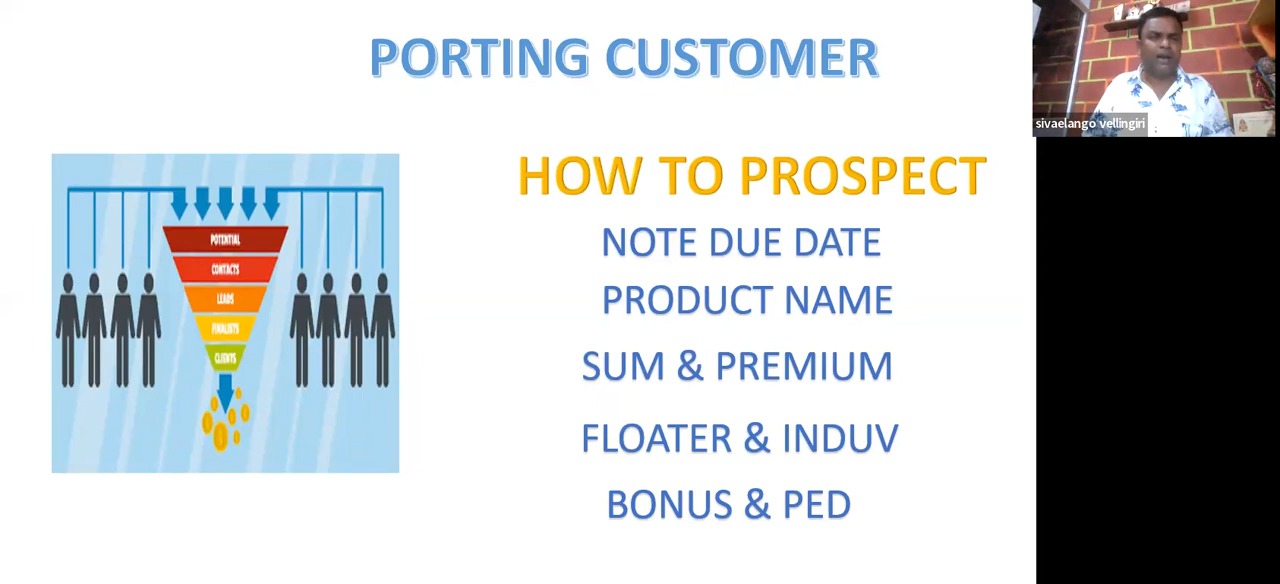 PORTING CUSTOMER
sivaelango vellingiri
HOW TO PROSPECT
NOTE DUE DATE
PRODUCT NAME
SUM & PREMIUM
FLOATER & INDUV
BONUS & PED
POTENTIAL
CONTACTS
LEADS
FINALISTS
CLIENTS